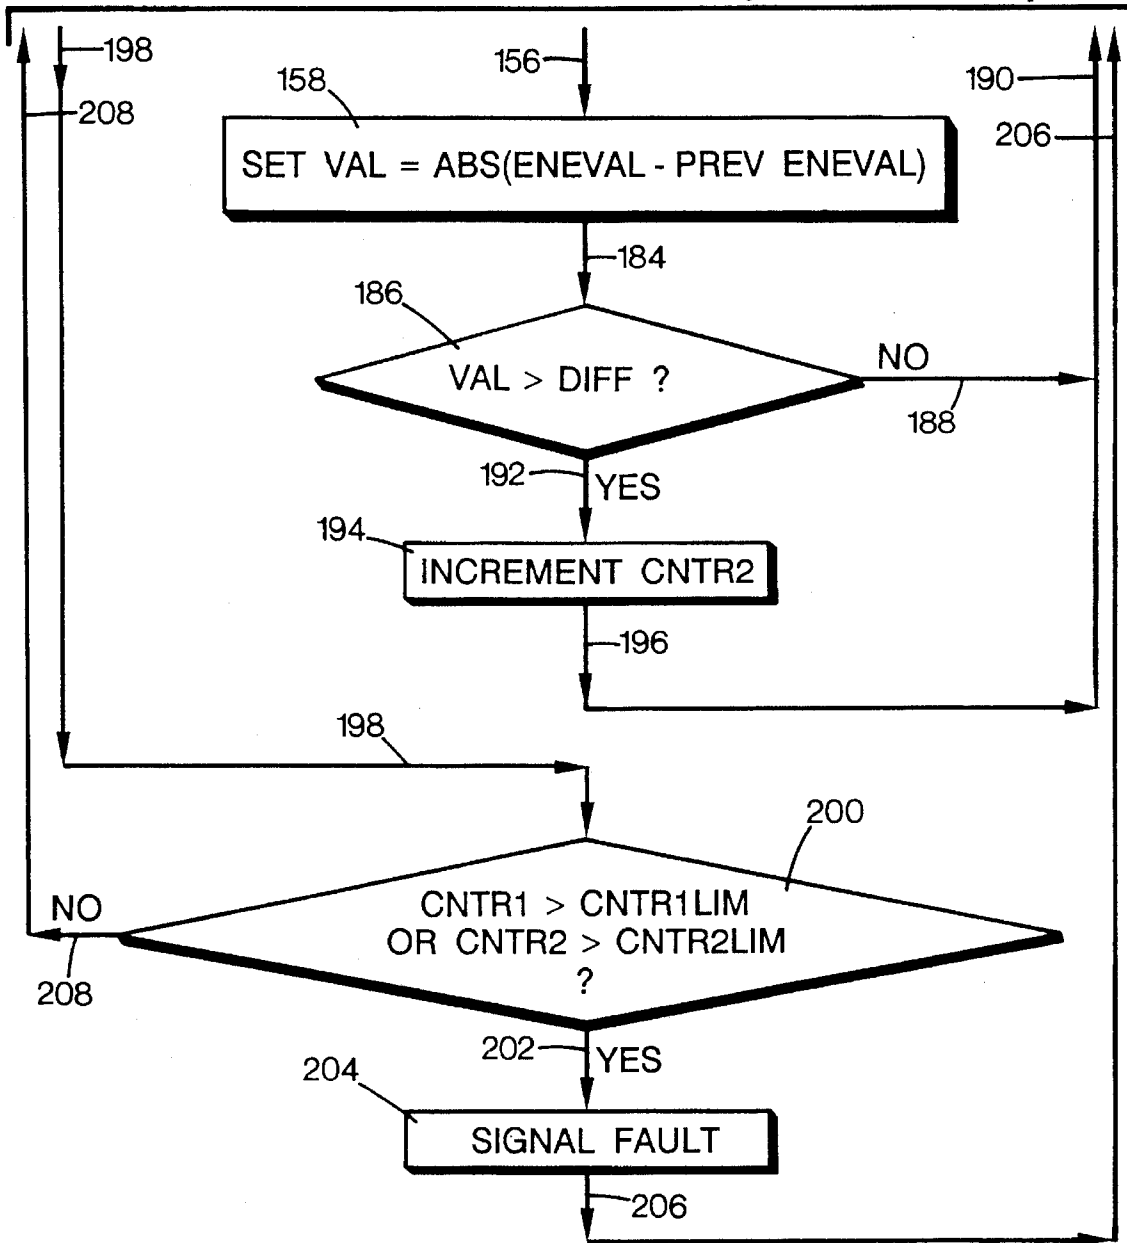 198
156
190
208
158
206
SET VAL = ABS(ENEVAL - PREV ENEVAL)
184
186
NO
VAL > DIFF ?
188
192
YES
194
INCREMENT CNTR2
196
198
200
CNTR1 > CNTR1LIM
OR CNTR2 > CNTR2LIM
?
NO
208
202
YES
204
SIGNAL FAULT
206